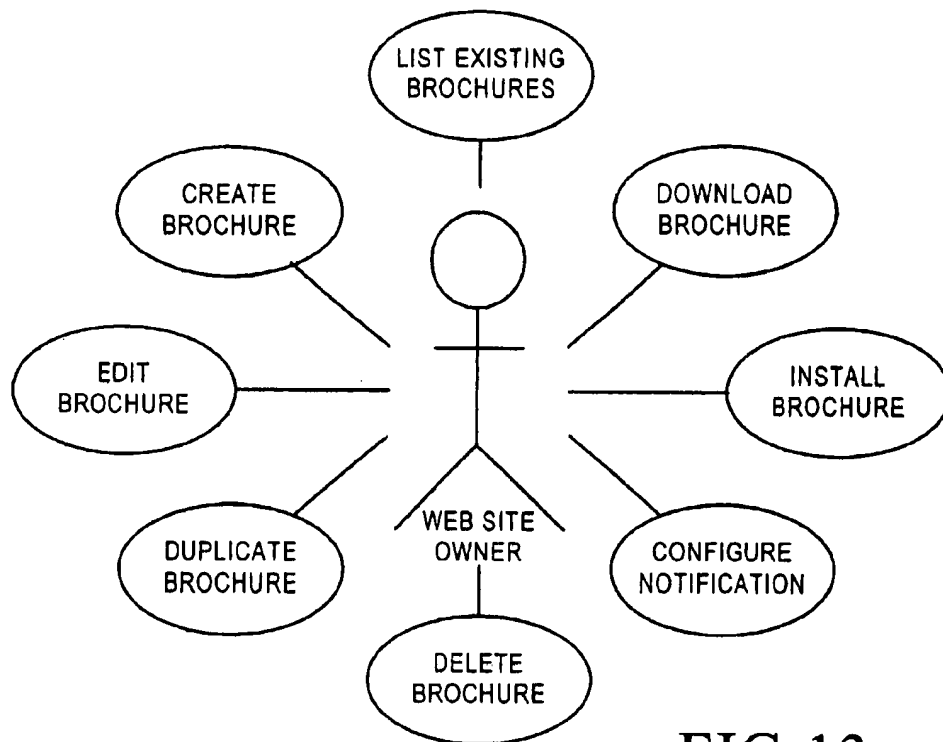 LIST EXISTING
BROCHURES
CREATE
BROCHURE
DOWNLOAD
BROCHURE
EDIT
BROCHURE
INSTALL
BROCHURE
DUPLICATE
BROCHURE
WEB SITE
OWNER
CONFIGURE
NOTIFICATION
DELETE
BROCHURE